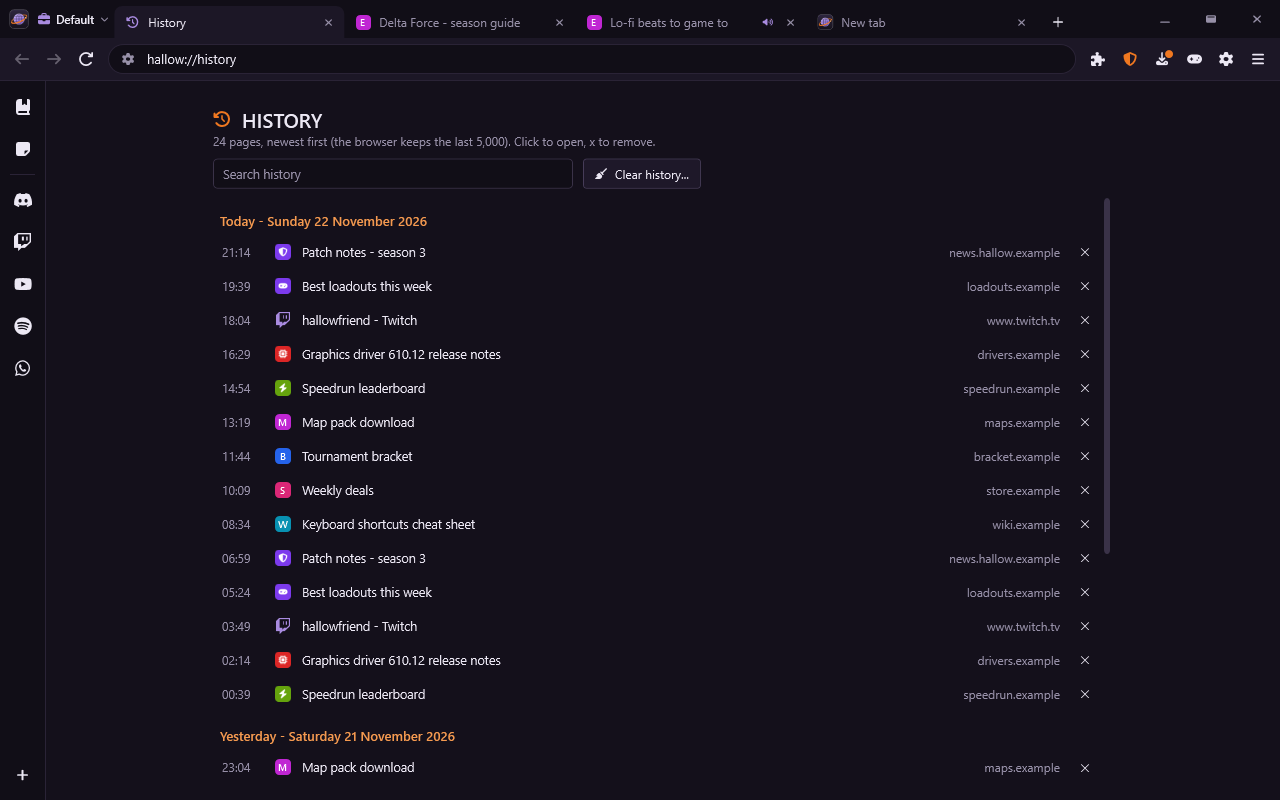 Default
History
E Delta Force - season guide
E Lo-fi beats to game to
New tab
hallow://history
HISTORY
24 pages, newest first (the browser keeps the last 5,000). Click to open, x to remove.
Search history
Clear history...
Today - Sunday 22 November 2026
21:14 Patch notes - season 3 news.hallow.example
19:39 Best loadouts this week loadouts.example
18:04 hallowfriend - Twitch www.twitch.tv
16:29 Graphics driver 610.12 release notes drivers.example
14:54 Speedrun leaderboard speedrun.example
13:19 M Map pack download maps.example
11:44 B Tournament bracket bracket.example
10:09 S Weekly deals store.example
08:34 W Keyboard shortcuts cheat sheet wiki.example
06:59 Patch notes - season 3 news.hallow.example
05:24 Best loadouts this week loadouts.example
03:49 hallowfriend - Twitch www.twitch.tv
02:14 Graphics driver 610.12 release notes drivers.example
00:39 Speedrun leaderboard speedrun.example
Yesterday - Saturday 21 November 2026
23:04 M Map pack download maps.example